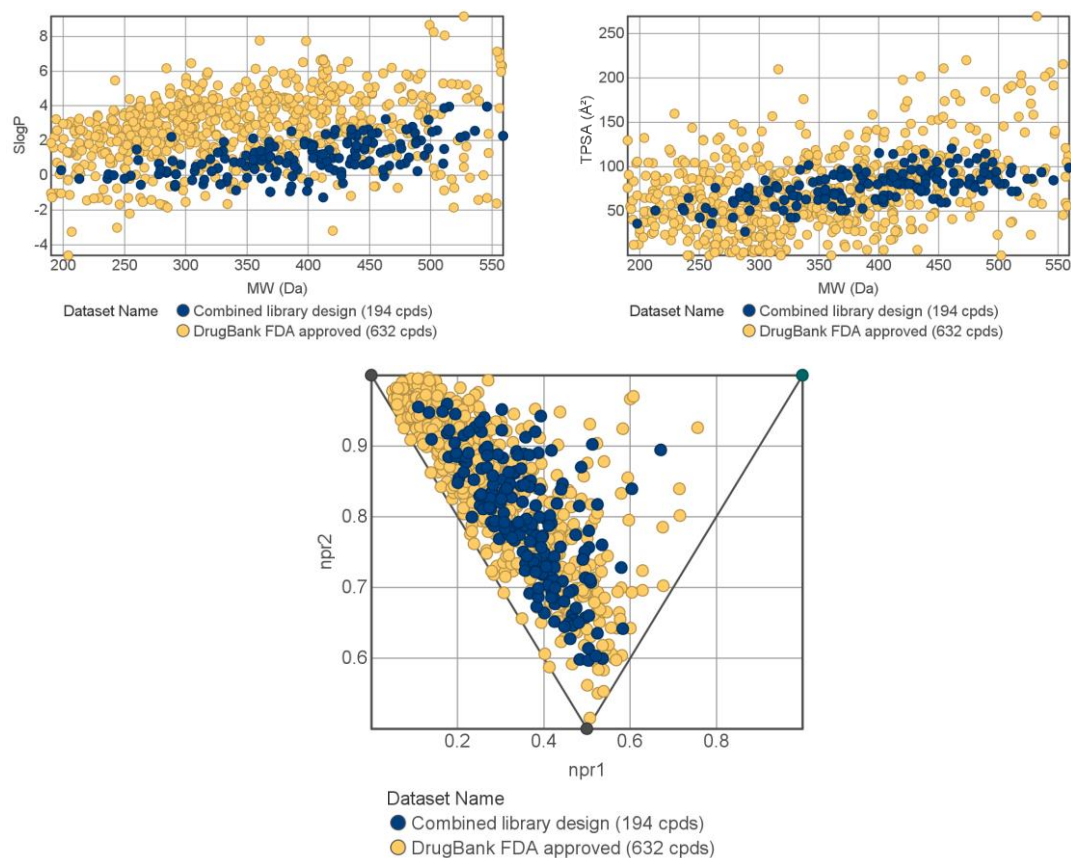 8
6
4
2
0
-2
-4
SlogP
200 250 300 350 400 450 500 550
MW (Da)
Dataset Name
Combined library design (194 cpds)
DrugBank FDA approved (632 cpds)
250
200
150
100
50
TPSA (Å²)
200 250 300 350 400 450 500 550
MW (Da)
Dataset Name
Combined library design (194 cpds)
DrugBank FDA approved (632 cpds)
0.9
0.8
0.7
0.6
npr2
0.2 0.4 0.6 0.8
npr1
Dataset Name
Combined library design (194 cpds)
DrugBank FDA approved (632 cpds)